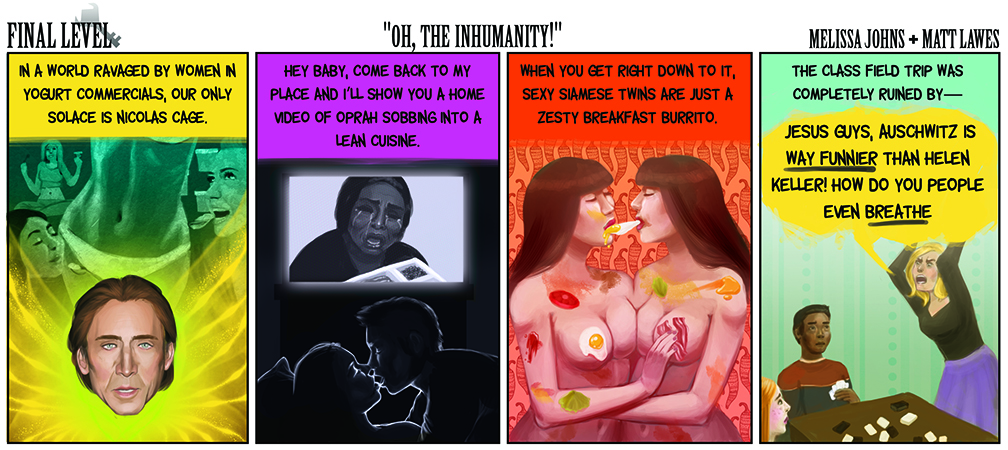 FINAL LEVEL
"OH, THE INHUMANITY!"
MELISSA JOHNS + MATT LAWES
IN A WORLD RAVAGED BY WOMEN IN
YOGURT COMMERCIALS, OUR ONLY
SOLACE IS NICOLAS CAGE.
HEY BABY, COME BACK TO MY
PLACE AND I'LL SHOW YOU A HOME
VIDEO OF OPRAH SOBBING INTO A
LEAN CUISINE.
WHEN YOU GET RIGHT DOWN TO IT,
SEXY SIAMESE TWINS ARE JUST A
ZESTY BREAKFAST BURRITO.
THE CLASS FIELD TRIP WAS
COMPLETELY RUINED BY—
JESUS GUYS, AUSCHWITZ IS
WAY FUNNIER THAN HELEN
KELLER! HOW DO YOU PEOPLE
EVEN BREATHE